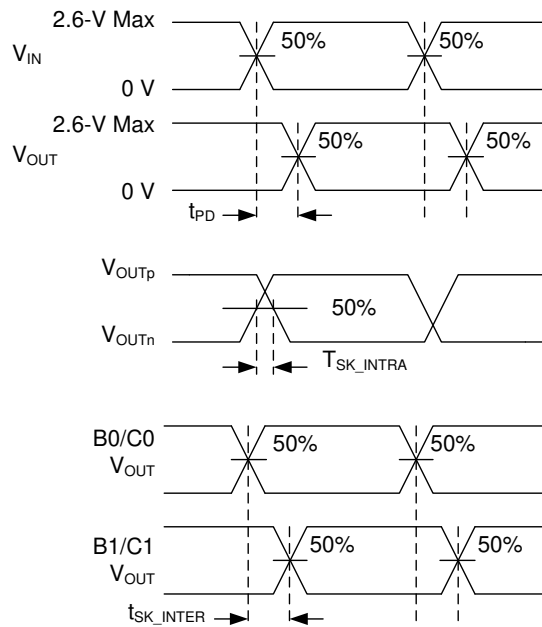 2.6-V Max
V_IN
50%
50%
0 V
2.6-V Max
V_OUT
50%
50%
0 V
t_PD
V_OUTp
50%
V_OUTn
T_SK_INTRA
B0/C0
V_OUT
50%
50%
B1/C1
V_OUT
50%
50%
t_SK_INTER